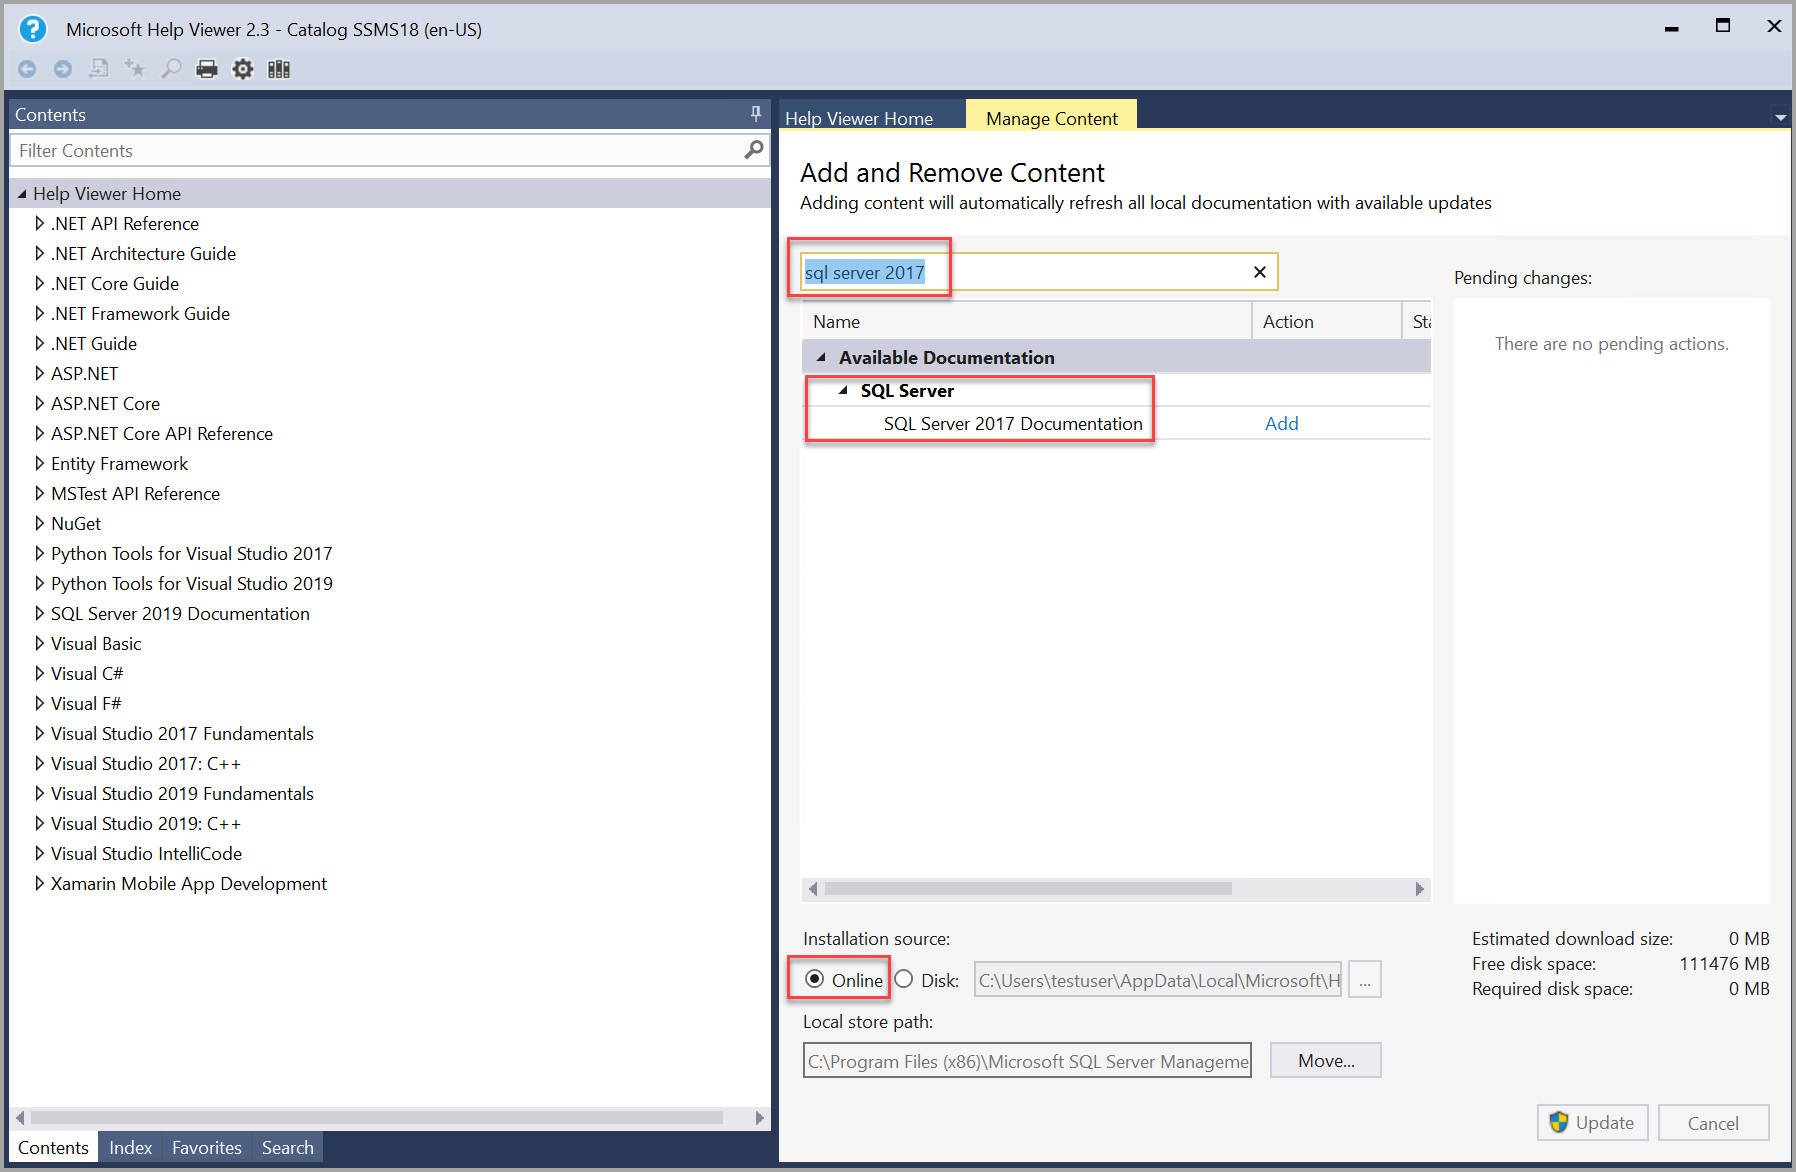 Microsoft Help Viewer 2.3 - Catalog SSMS18 (en-US)
Contents
Filter Contents
Help Viewer Home
.NET API Reference
.NET Architecture Guide
.NET Core Guide
.NET Framework Guide
.NET Guide
ASP.NET
ASP.NET Core
ASP.NET Core API Reference
Entity Framework
MSTest API Reference
NuGet
Python Tools for Visual Studio 2017
Python Tools for Visual Studio 2019
SQL Server 2019 Documentation
Visual Basic
Visual C#
Visual F#
Visual Studio 2017 Fundamentals
Visual Studio 2017: C++
Visual Studio 2019 Fundamentals
Visual Studio 2019: C++
Visual Studio IntelliCode
Xamarin Mobile App Development
Contents Index Favorites Search
Help Viewer Home Manage Content
Add and Remove Content
Adding content will automatically refresh all local documentation with available updates
sql server 2017
Name Action Sta
Available Documentation
SQL Server
SQL Server 2017 Documentation Add
Pending changes:
There are no pending actions.
Installation source:
Online Disk: C:\Users\testuser\AppData\Local\Microsoft\H ...
Local store path:
C:\Program Files (x86)\Microsoft SQL Server Manageme Move...
Estimated download size: 0 MB
Free disk space: 111476 MB
Required disk space: 0 MB
Update Cancel